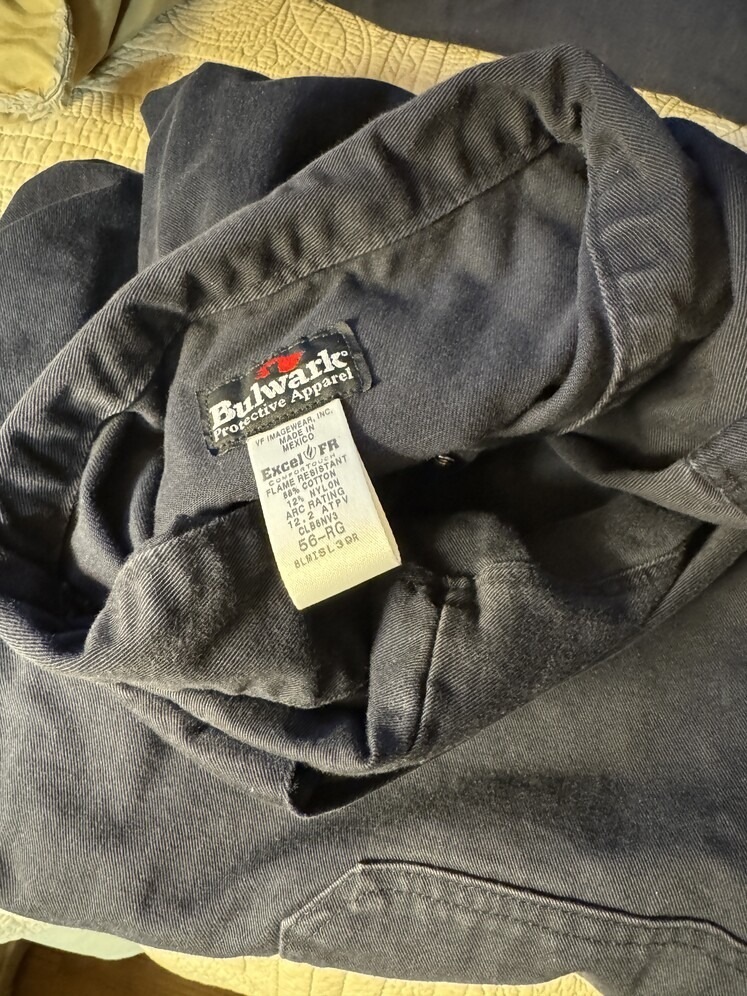 Bulwark®
Protective Apparel
VF IMAGEWEAR, INC.
MADE IN
MEXICO
Excel FR
COMFORTOUCH
FLAME RESISTANT
88% COTTON
12% NYLON
ARC RATING
12.2 ATPV
CLB6NV3
56-RG